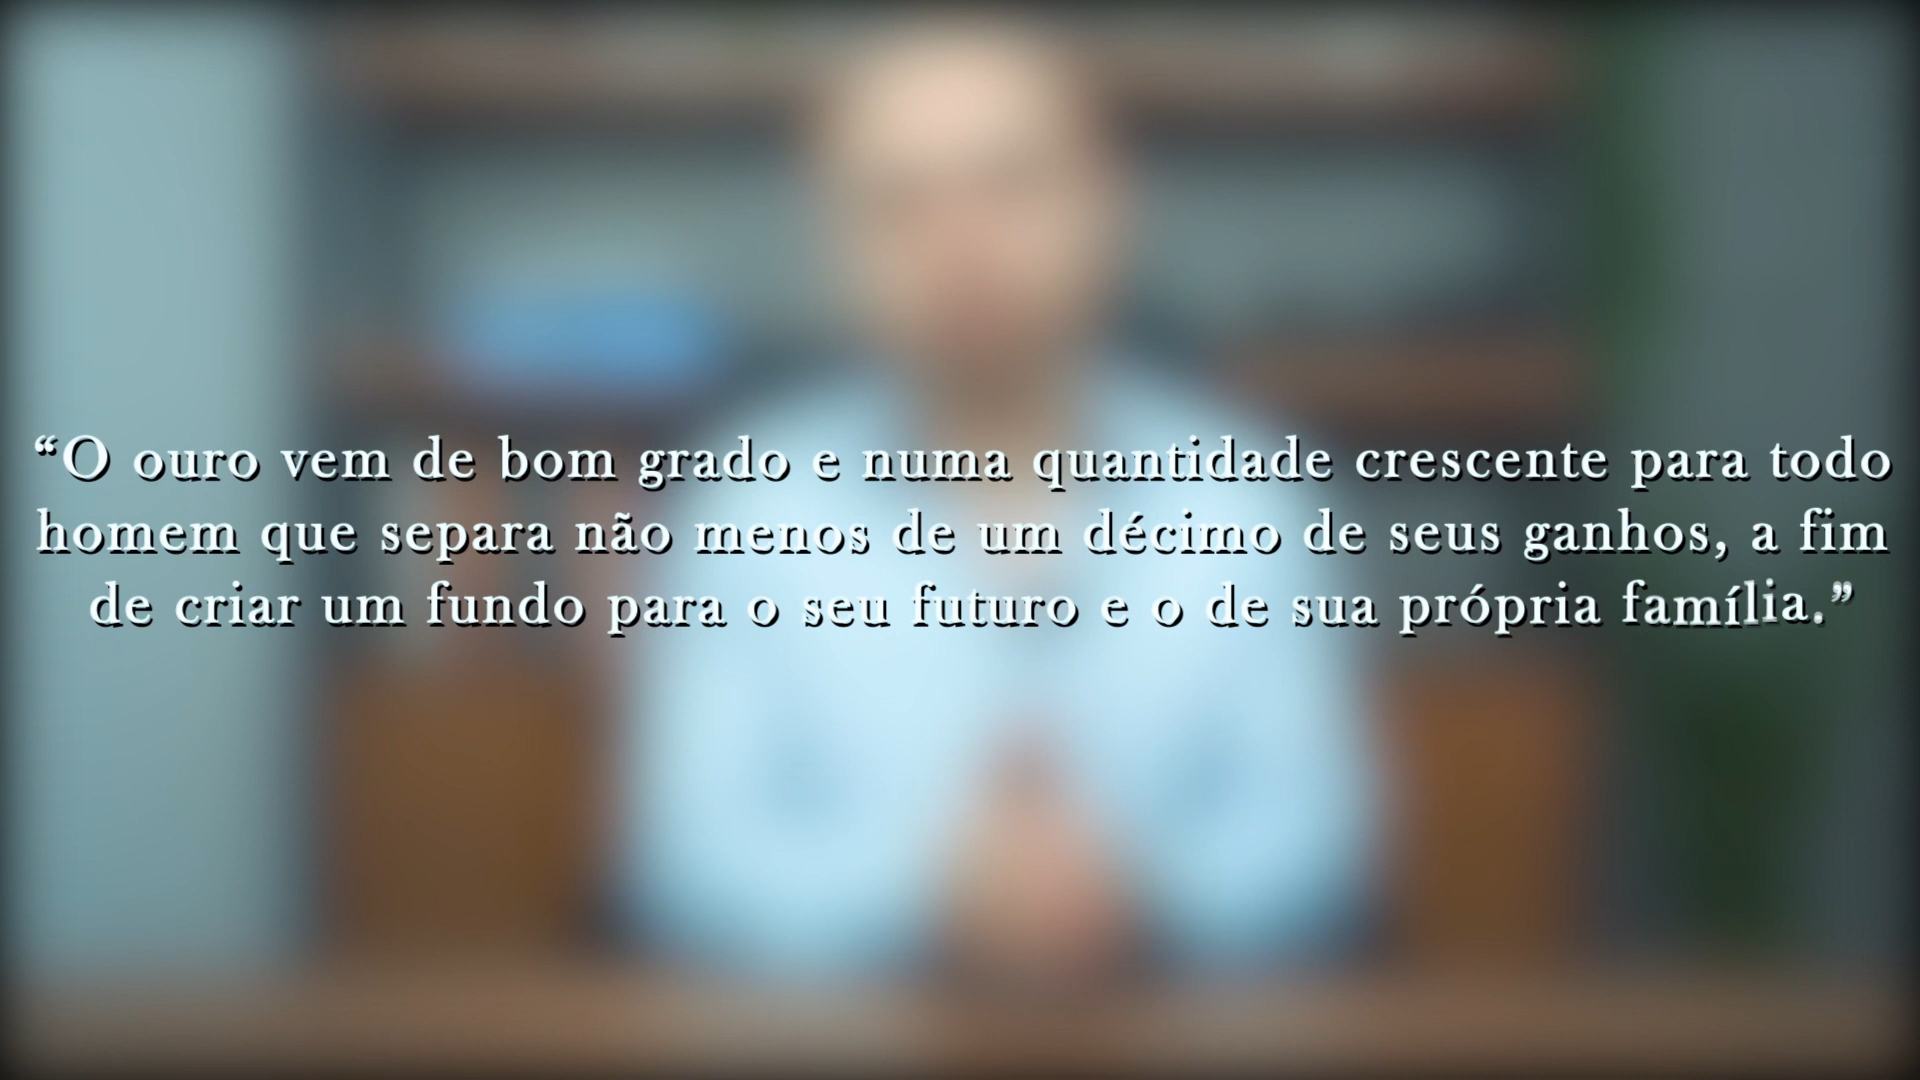 “O ouro vem de bom grado e numa quantidade crescente para todo
homem que separa não menos de um décimo de seus ganhos, a fim
de criar um fundo para o seu futuro e o de sua própria família.”